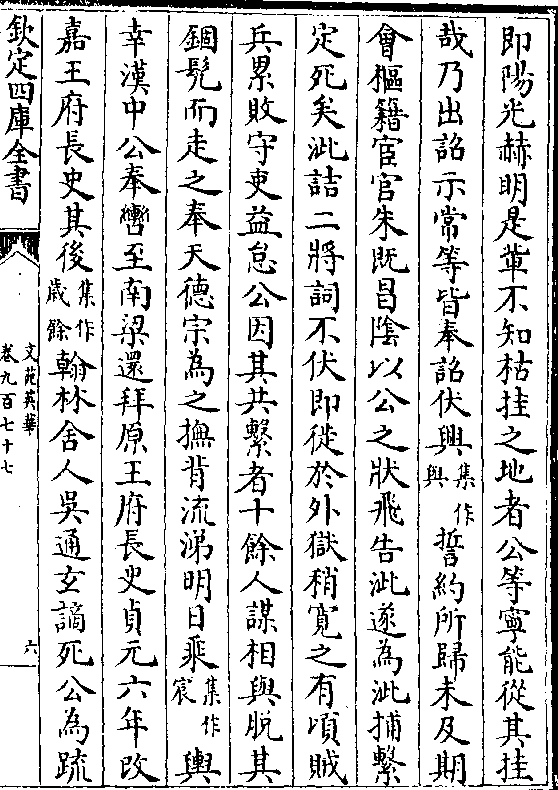 即陽光赫明是輩不知枯挂之地者公等寧能從其挂
哉乃出詔示常等皆奉詔伏興集作與誓約所歸未及期
會樞籍宦官朱既昌陰以公之狀飛告泚遂為泚捕繫
定死矣泚詰二將詞不伏即徙於外獄稍寛之有頃賊
兵累敗守吏益怠公因其共繫者十餘人謀相與脱其
錮髠而走之奉天德宗為之撫背流涕明日乘集作宸輿
幸漢中公奉轡至南梁還拜原王府長史貞元六年改
嘉王府長史其後集作歲餘翰林舍人吳通玄謫死公為疏
欽定四庫全書
文苑英華
卷九百七十七
六